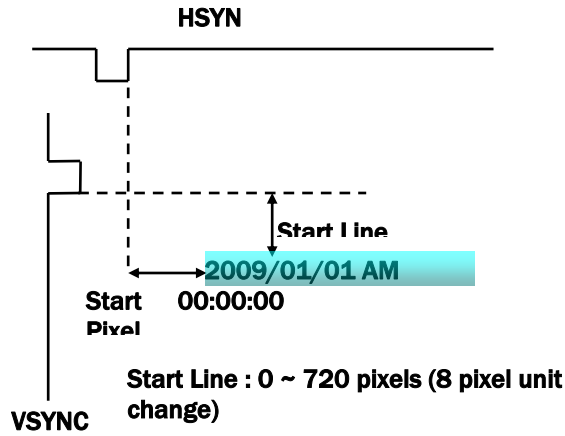 HSYN
Start Line
2009/01/01 AM
Start 00:00:00
Pixel
Start Line : 0 ~ 720 pixels (8 pixel unit
change)
VSYNC